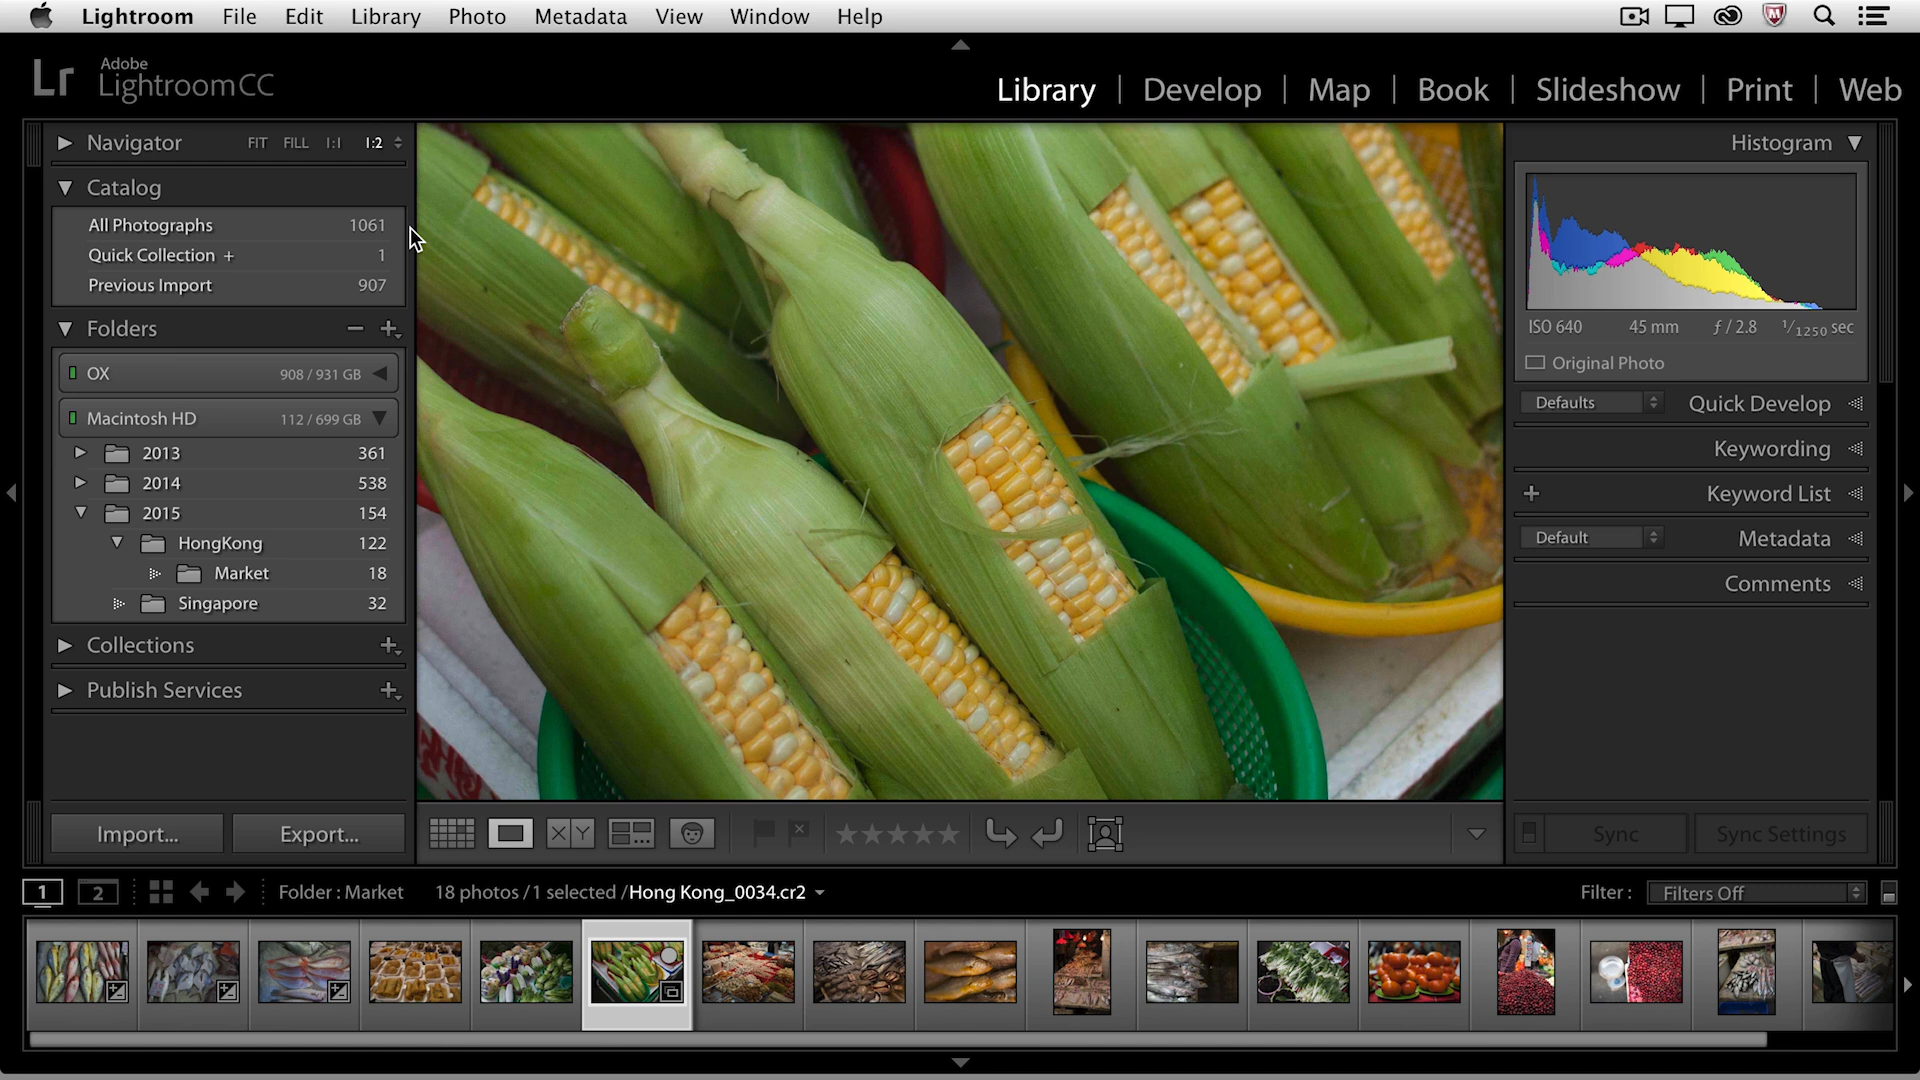 Lightroom File Edit Library Photo Metadata View Window Help
Lr Adobe
Lightroom CC
Library | Develop | Map | Book | Slideshow | Print | Web
Navigator FIT FILL 1:1 1:2
Catalog
All Photographs 1061
Quick Collection + 1
Previous Import 907
Folders − +
OX 908 / 931 GB
Macintosh HD 112 / 699 GB
2013 361
2014 538
2015 154
HongKong 122
Market 18
Singapore 32
Collections +
Publish Services +
Import... Export...
Histogram
ISO 640 45 mm ƒ / 2.8 1/1250 sec
Original Photo
Defaults Quick Develop
Keywording
+ Keyword List
Default Metadata
Comments
X Y
Sync Sync Settings
1 2 Folder : Market 18 photos / 1 selected / Hong Kong_0034.cr2 Filter : Filters Off